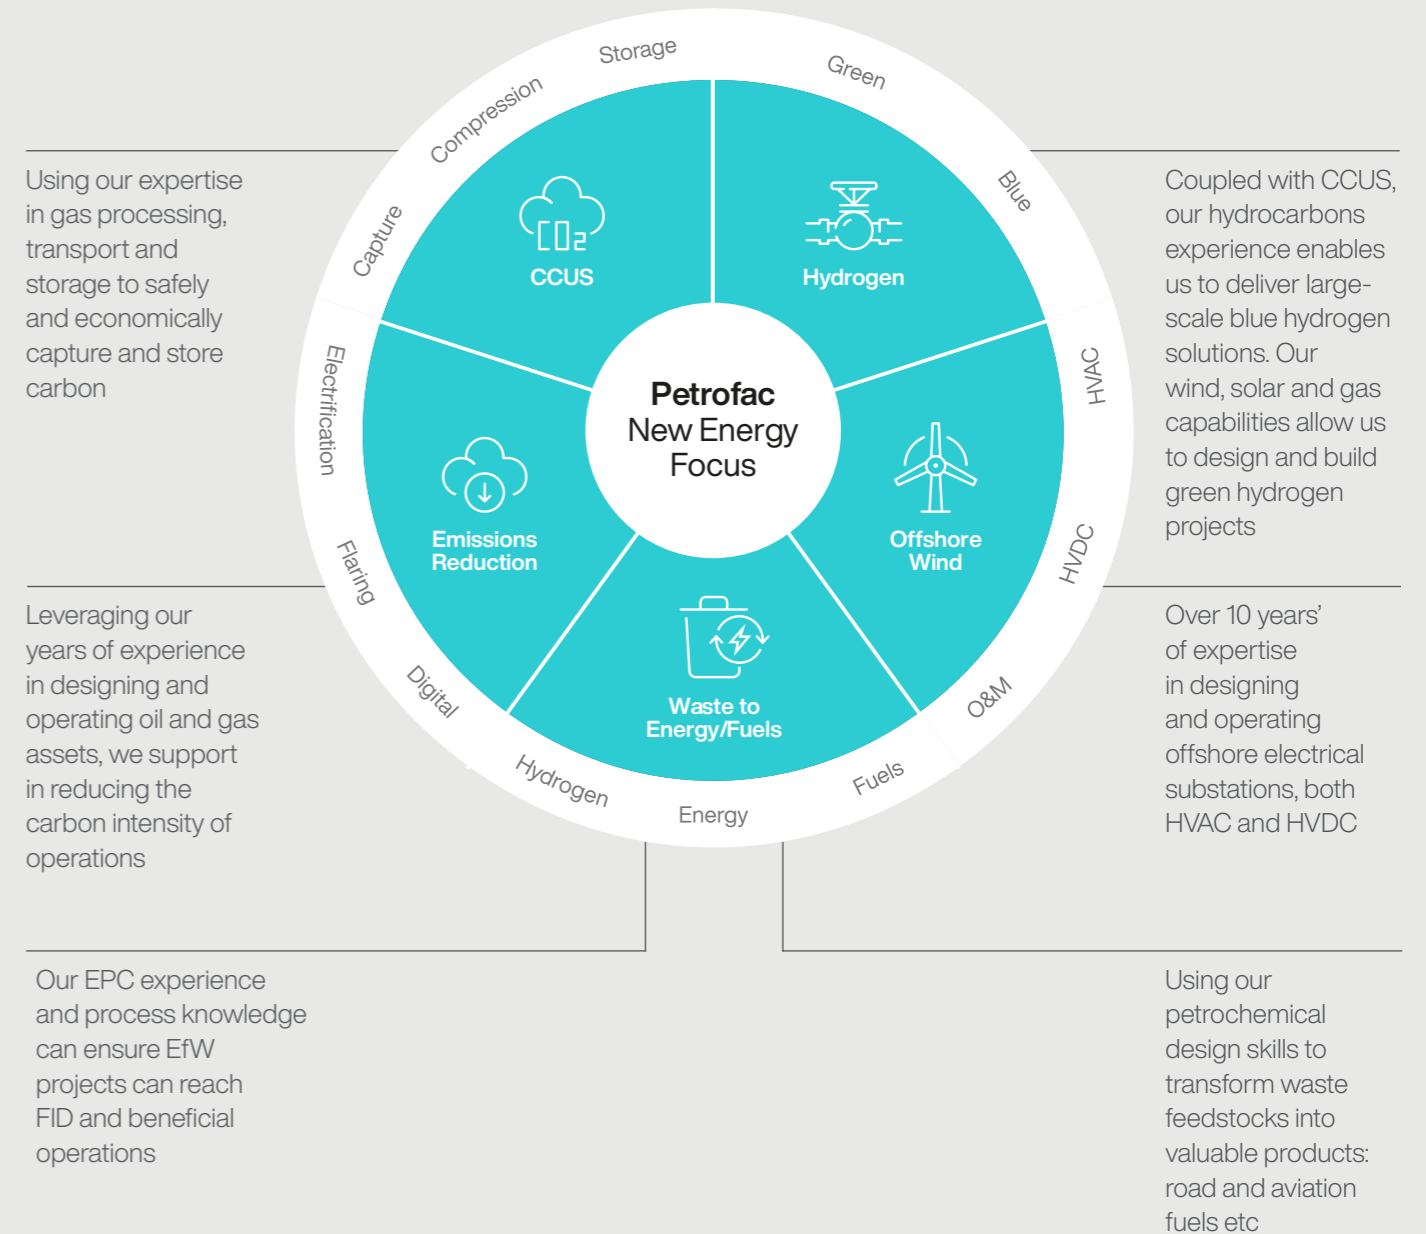 Storage
Green
Compression
Blue
Capture
Using our expertise
in gas processing,
transport and
storage to safely
and economically
capture and store
carbon
CO2
CCUS
Hydrogen
Coupled with CCUS,
our hydrocarbons
experience enables
us to deliver large-
scale blue hydrogen
solutions. Our
wind, solar and gas
capabilities allow us
to design and build
green hydrogen
projects
Petrofac
New Energy
Focus
Electrification
HVAC
Emissions
Reduction
Offshore
Wind
Flaring
HVDC
Leveraging our
years of experience
in designing and
operating oil and gas
assets, we support
in reducing the
carbon intensity of
operations
Waste to
Energy/Fuels
Over 10 years’
of expertise
in designing
and operating
offshore electrical
substations, both
HVAC and HVDC
Digital
O&M
Hydrogen
Energy
Fuels
Our EPC experience
and process knowledge
can ensure EfW
projects can reach
FID and beneficial
operations
Using our
petrochemical
design skills to
transform waste
feedstocks into
valuable products:
road and aviation
fuels etc